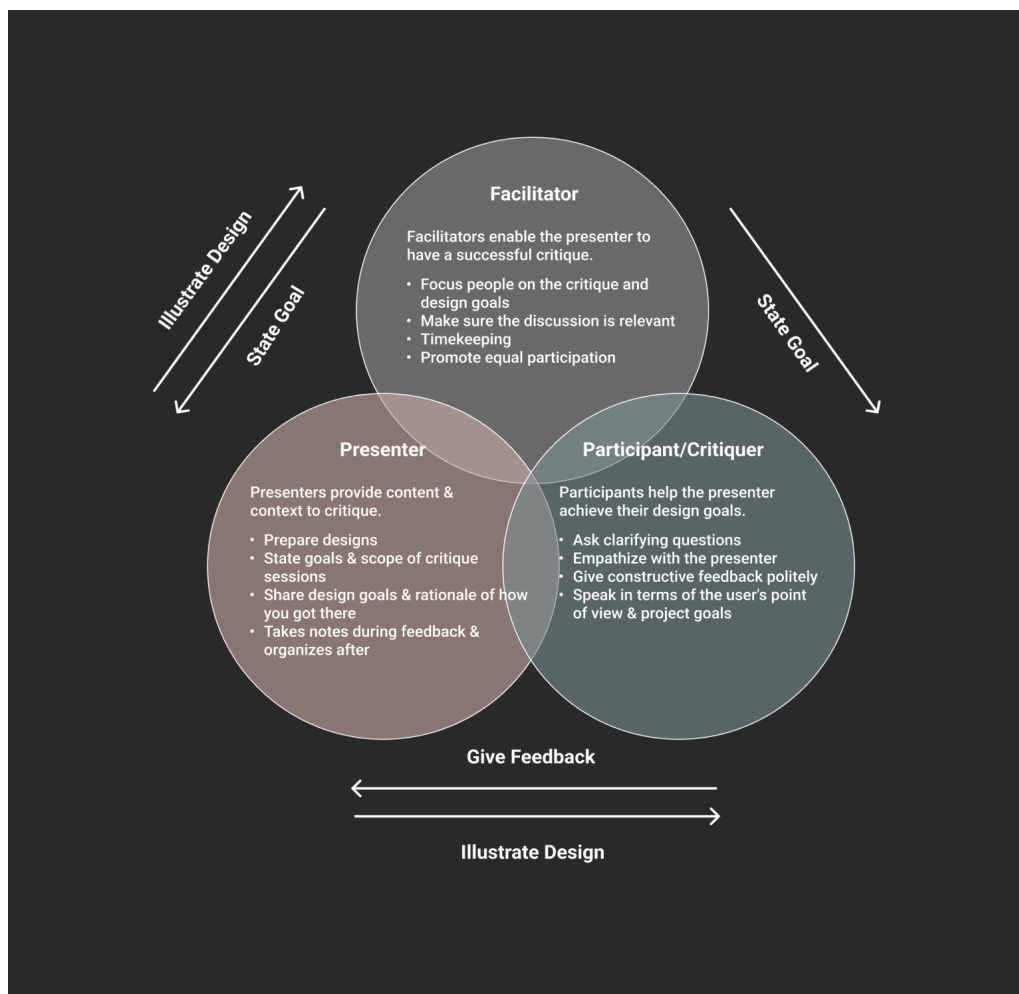 Facilitator
Facilitators enable the presenter to
have a successful critique.
• Focus people on the critique and
design goals
• Make sure the discussion is relevant
• Timekeeping
• Promote equal participation
Illustrate Design
State Goal
State Goal
Presenter
Presenters provide content &
context to critique.
• Prepare designs
• State goals & scope of critique
sessions
• Share design goals & rationale of how
you got there
• Takes notes during feedback &
organizes after
Participant/Critiquer
Participants help the presenter
achieve their design goals.
• Ask clarifying questions
• Empathize with the presenter
• Give constructive feedback politely
• Speak in terms of the user's point
of view & project goals
Give Feedback
Illustrate Design